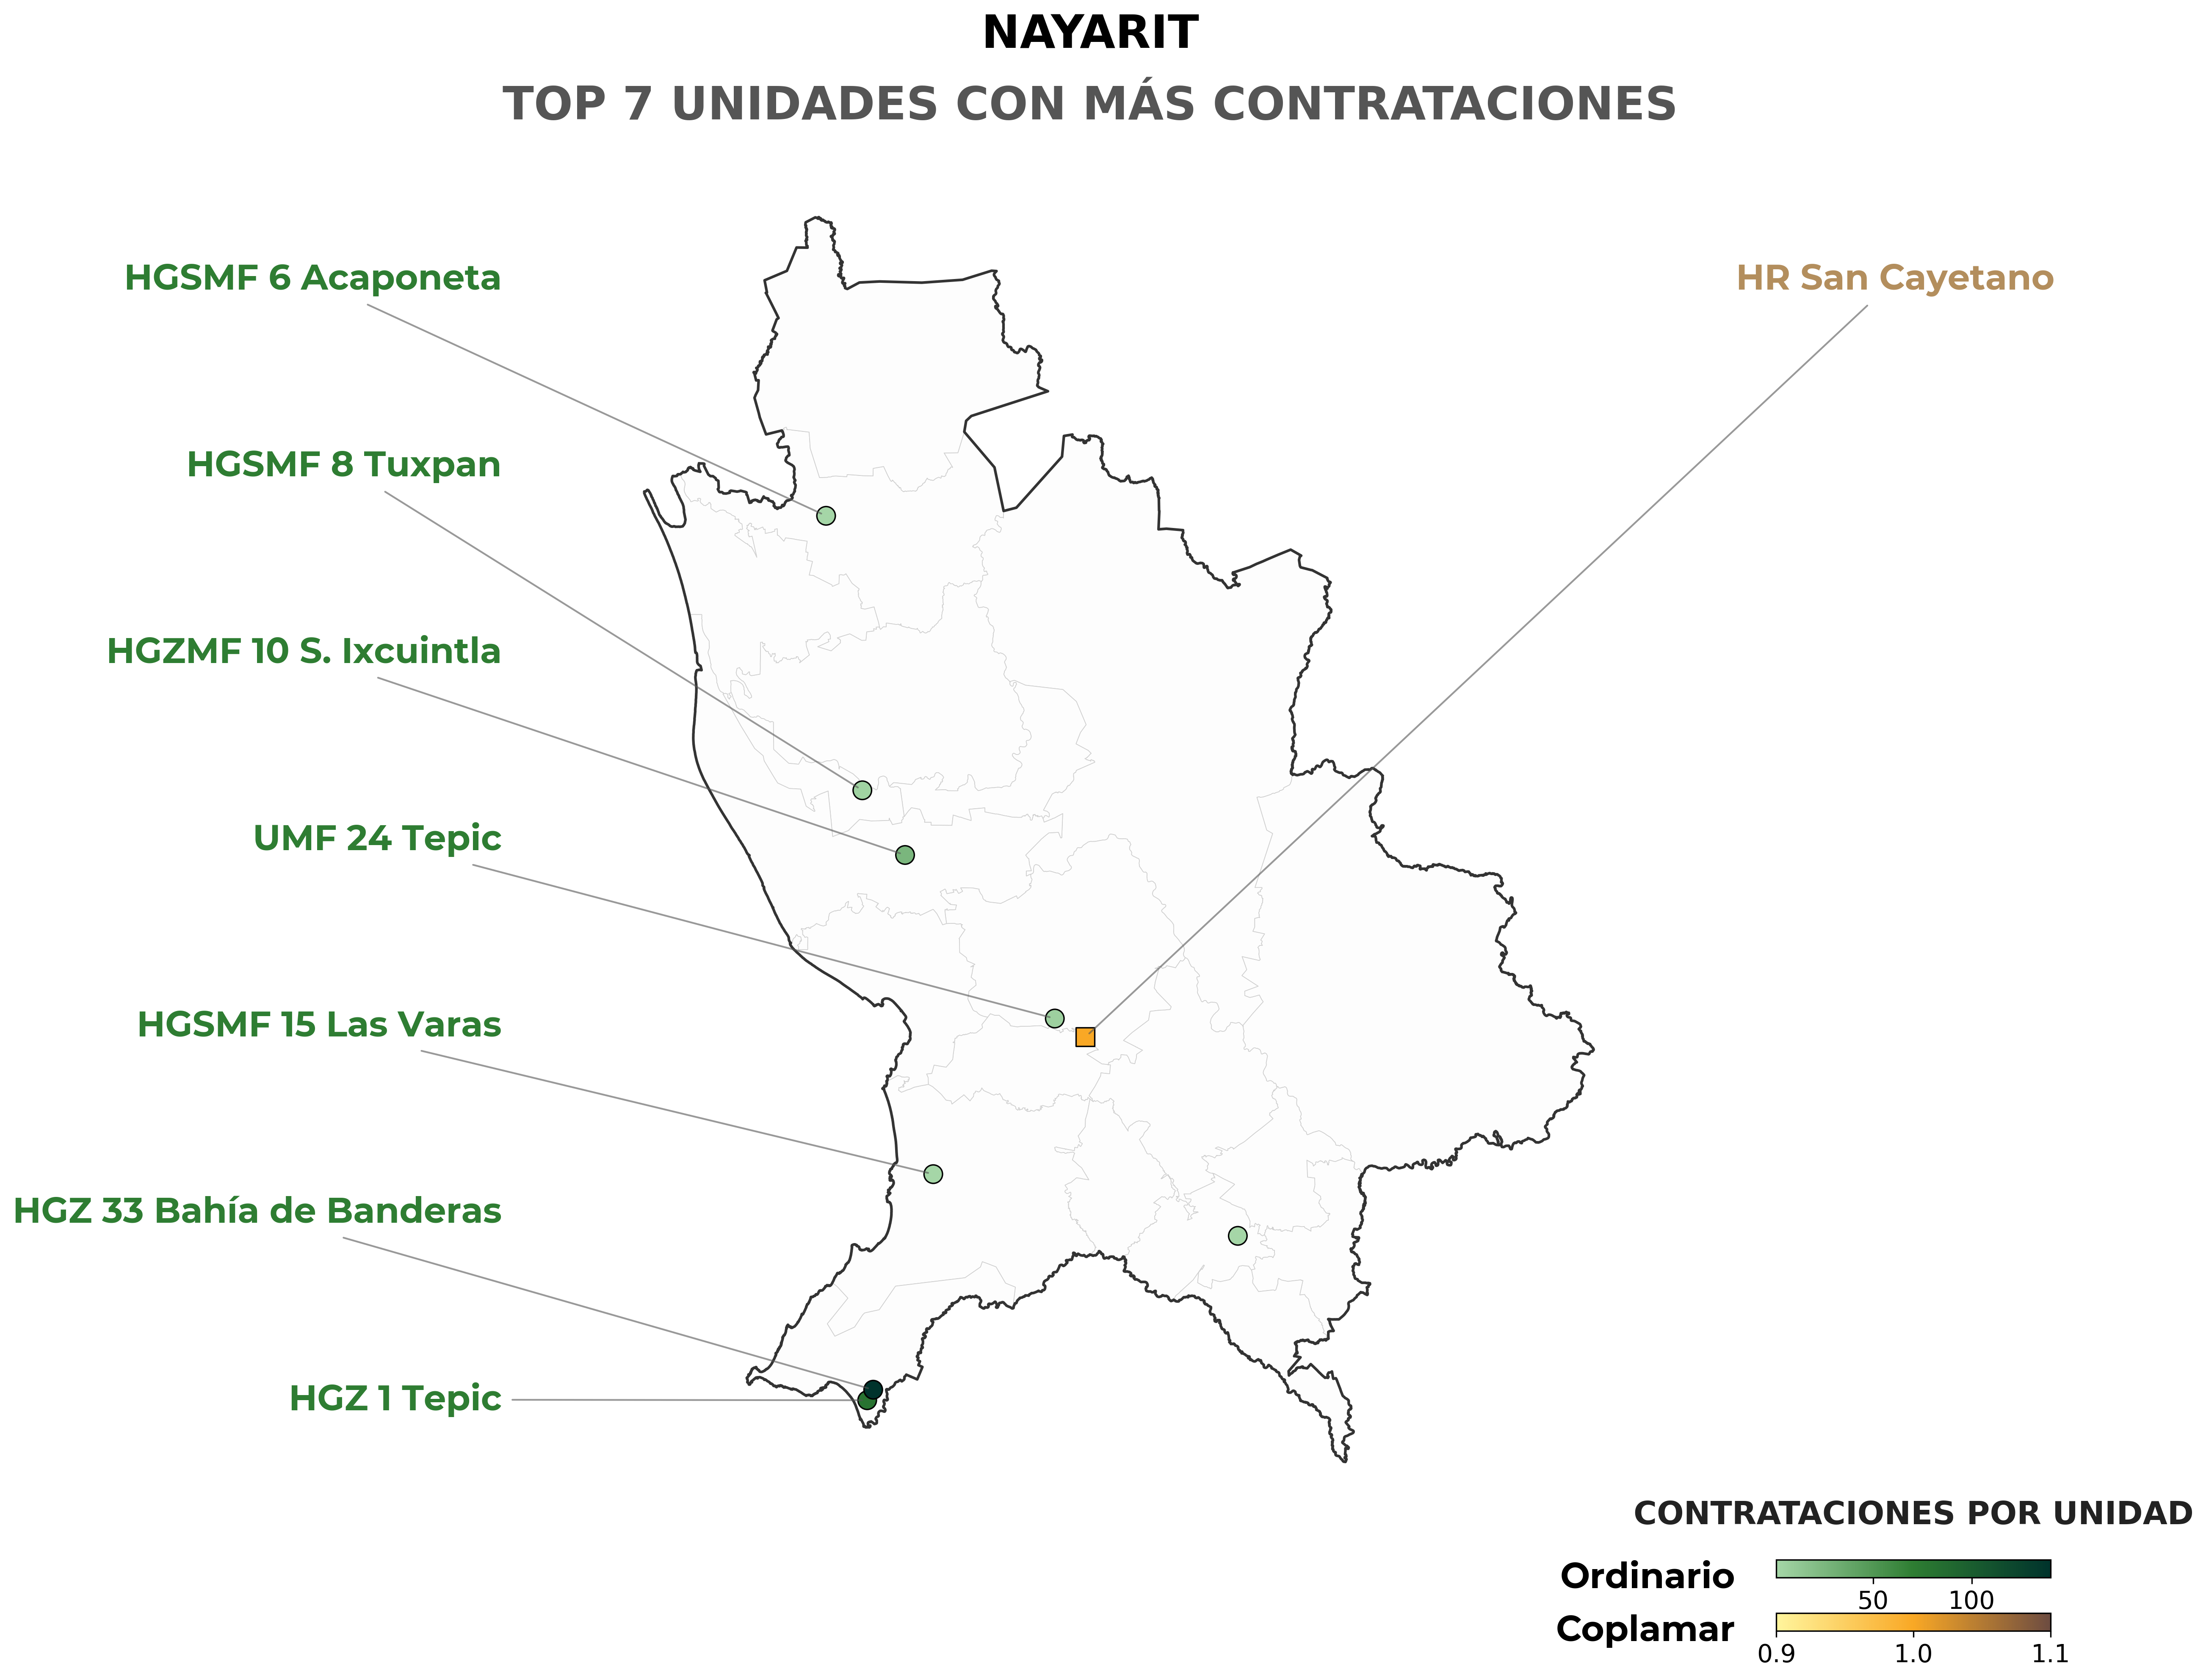 NAYARIT
TOP 7 UNIDADES CON MÁS CONTRATACIONES
HGSMF 6 Acaponeta
HR San Cayetano
HGSMF 8 Tuxpan
HGZMF 10 S. Ixcuintla
UMF 24 Tepic
HGSMF 15 Las Varas
HGZ 33 Bahía de Banderas
HGZ 1 Tepic
CONTRATACIONES POR UNIDAD
Ordinario
50 100
Coplamar
0.9 1.0 1.1